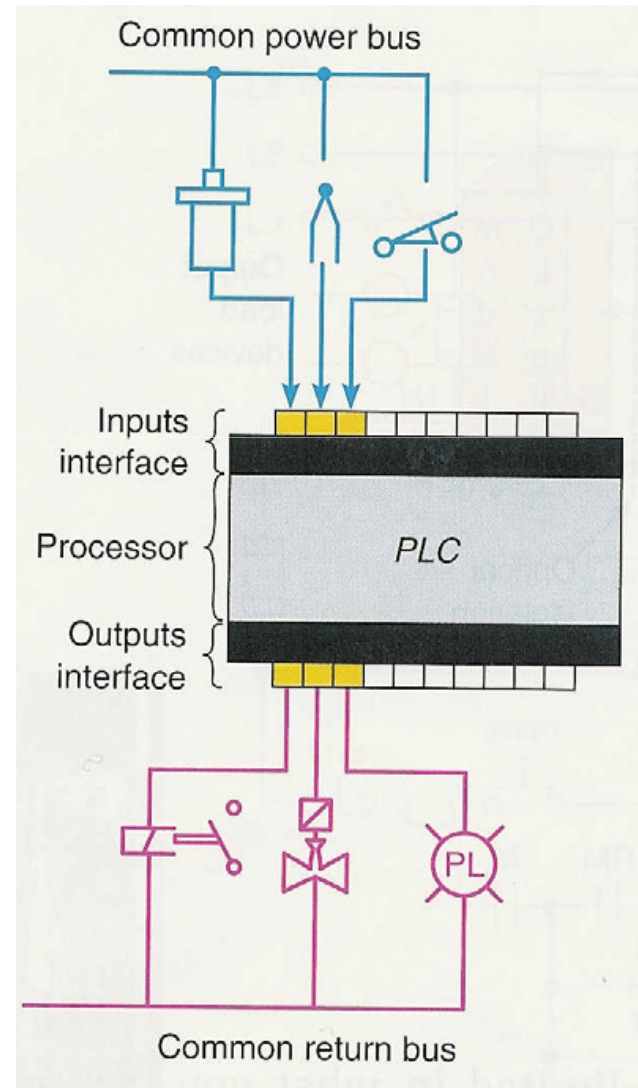 Common power bus
Inputs
interface
Processor
PLC
Outputs
interface
PL
Common return bus